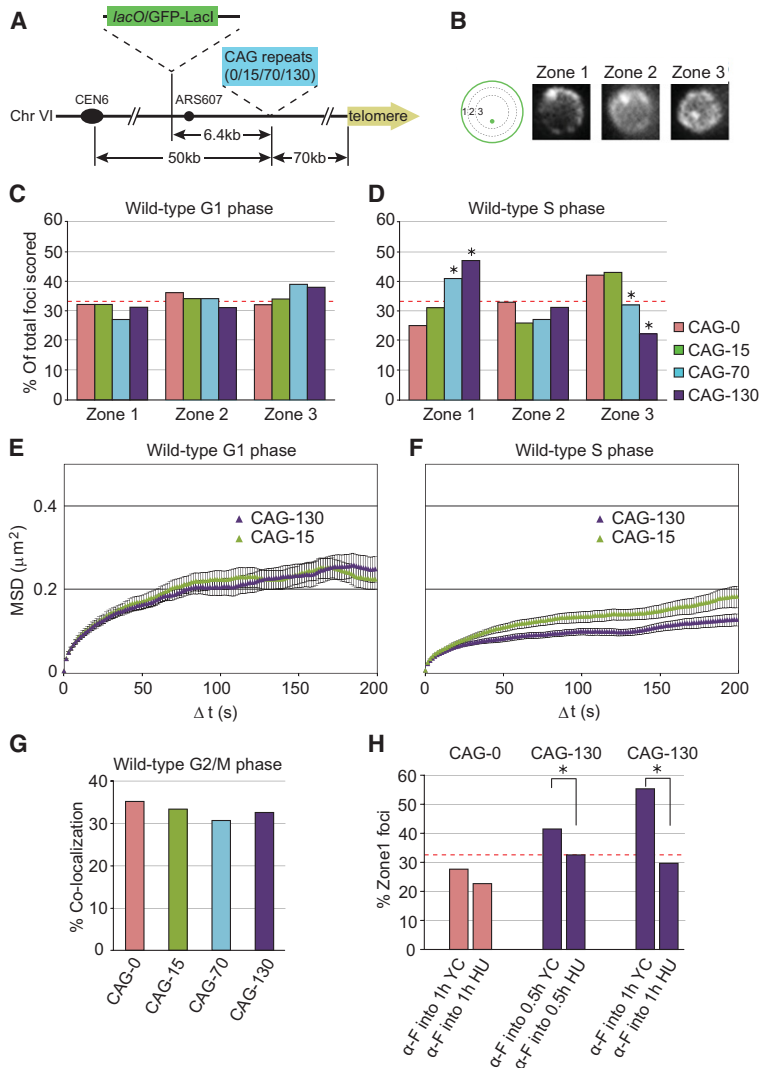 A
lacO/GFP-LacI
CAG repeats
(0/15/70/130)
CEN6
ARS607
Chr VI
telomere
6.4kb
50kb
70kb
B
Zone 1
Zone 2
Zone 3
1 2 3
C
Wild-type G1 phase
% Of total foci scored
60
50
40
30
20
10
0
Zone 1
Zone 2
Zone 3
D
Wild-type S phase
60
50
40
30
20
10
0
* *
* *
Zone 1
Zone 2
Zone 3
CAG-0
CAG-15
CAG-70
CAG-130
E
Wild-type G1 phase
MSD (μm²)
0.4
0.2
0
CAG-130
CAG-15
0
50
100
150
200
Δ t (s)
F
Wild-type S phase
CAG-130
CAG-15
0
50
100
150
200
Δ t (s)
G
Wild-type G2/M phase
% Co-localization
40
30
20
10
0
CAG-0
CAG-15
CAG-70
CAG-130
H
CAG-0
CAG-130
CAG-130
*
*
% Zone1 foci
60
50
40
30
20
10
0
α-F into 1h YC
α-F into 1h HU
α-F into 0.5h YC
α-F into 0.5h HU
α-F into 1h YC
α-F into 1h HU